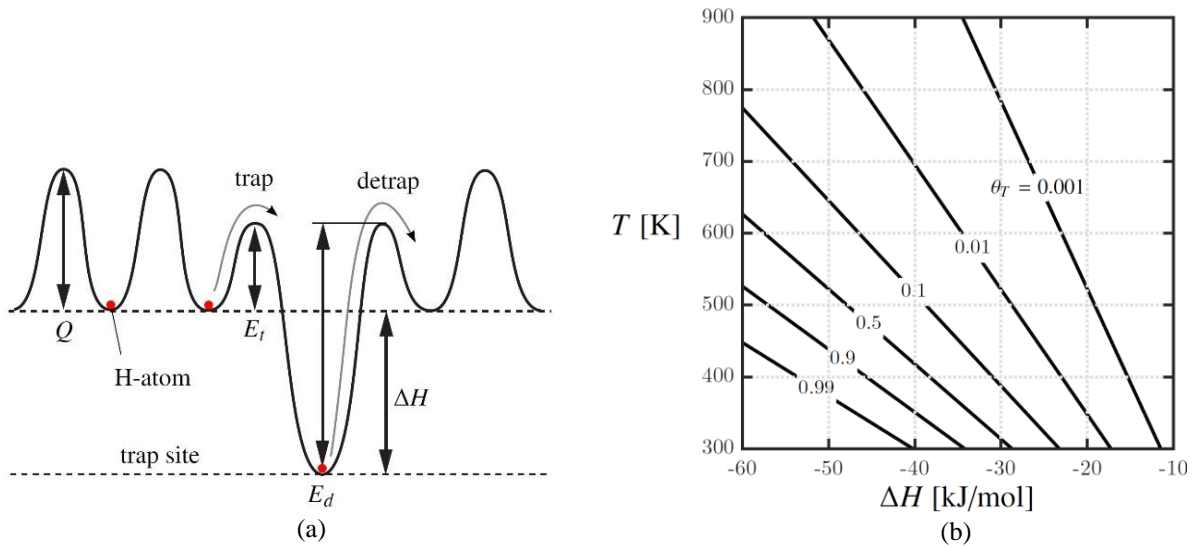 trap
detrap
Q
E_t
H-atom
ΔH
trap site
E_d
(a)
900
800
700
T [K]
600
500
400
300
θ_T = 0.001
0.01
0.1
0.5
0.9
0.99
-60 -50 -40 -30 -20 -10
ΔH [kJ/mol]
(b)